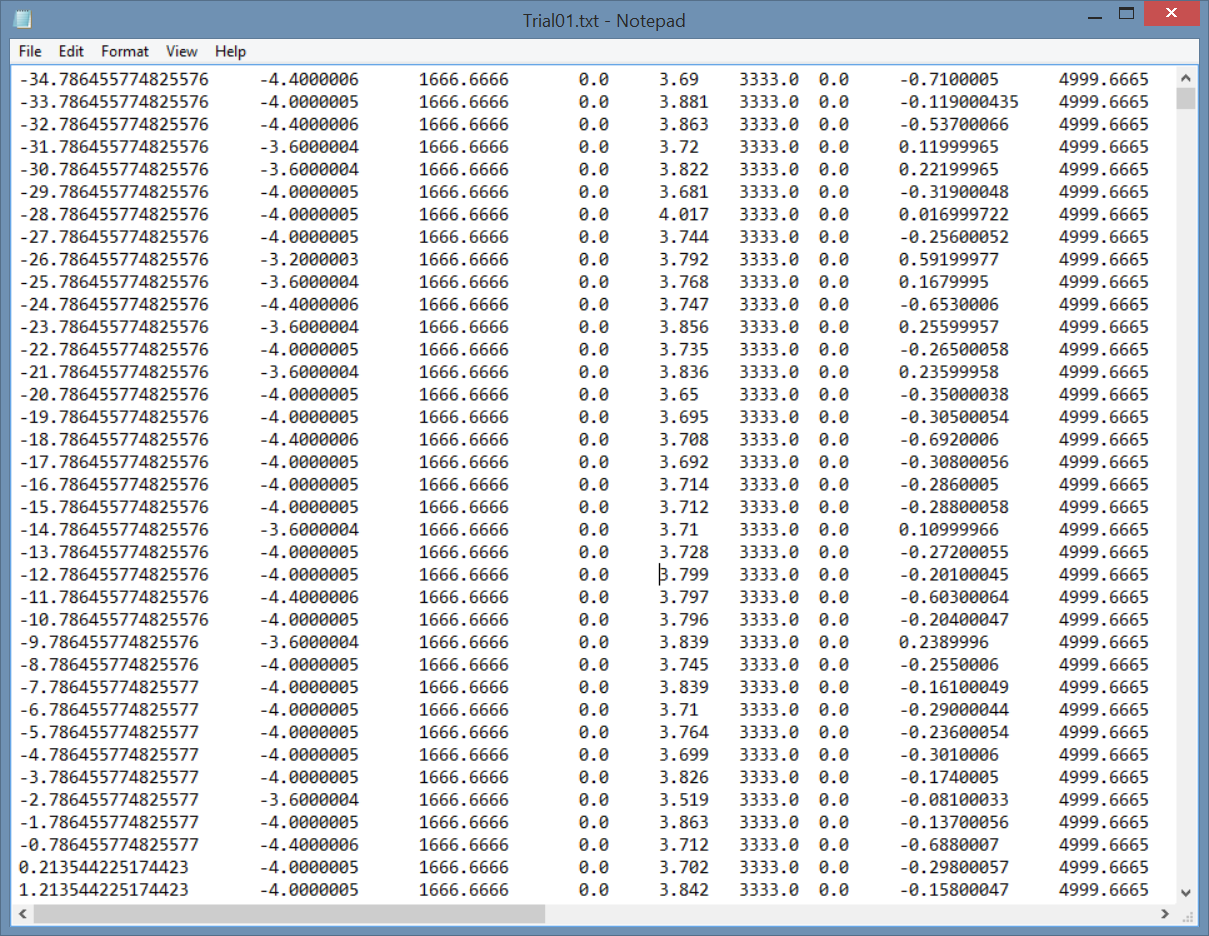 Trial01.txt - Notepad
File Edit Format View Help
-34.786455774825576 -4.4000006 1666.6666 0.0 3.69 3333.0 0.0 -0.7100005 4999.6665
-33.786455774825576 -4.0000005 1666.6666 0.0 3.881 3333.0 0.0 -0.119000435 4999.6665
-32.786455774825576 -4.4000006 1666.6666 0.0 3.863 3333.0 0.0 -0.53700066 4999.6665
-31.786455774825576 -3.6000004 1666.6666 0.0 3.72 3333.0 0.0 0.11999965 4999.6665
-30.786455774825576 -3.6000004 1666.6666 0.0 3.822 3333.0 0.0 0.22199965 4999.6665
-29.786455774825576 -4.0000005 1666.6666 0.0 3.681 3333.0 0.0 -0.31900048 4999.6665
-28.786455774825576 -4.0000005 1666.6666 0.0 4.017 3333.0 0.0 0.016999722 4999.6665
-27.786455774825576 -4.0000005 1666.6666 0.0 3.744 3333.0 0.0 -0.25600052 4999.6665
-26.786455774825576 -3.2000003 1666.6666 0.0 3.792 3333.0 0.0 0.59199977 4999.6665
-25.786455774825576 -3.6000004 1666.6666 0.0 3.768 3333.0 0.0 0.1679995 4999.6665
-24.786455774825576 -4.4000006 1666.6666 0.0 3.747 3333.0 0.0 -0.6530006 4999.6665
-23.786455774825576 -3.6000004 1666.6666 0.0 3.856 3333.0 0.0 0.25599957 4999.6665
-22.786455774825576 -4.0000005 1666.6666 0.0 3.735 3333.0 0.0 -0.26500058 4999.6665
-21.786455774825576 -3.6000004 1666.6666 0.0 3.836 3333.0 0.0 0.23599958 4999.6665
-20.786455774825576 -4.0000005 1666.6666 0.0 3.65 3333.0 0.0 -0.35000038 4999.6665
-19.786455774825576 -4.0000005 1666.6666 0.0 3.695 3333.0 0.0 -0.30500054 4999.6665
-18.786455774825576 -4.4000006 1666.6666 0.0 3.708 3333.0 0.0 -0.6920006 4999.6665
-17.786455774825576 -4.0000005 1666.6666 0.0 3.692 3333.0 0.0 -0.30800056 4999.6665
-16.786455774825576 -4.0000005 1666.6666 0.0 3.714 3333.0 0.0 -0.2860005 4999.6665
-15.786455774825576 -4.0000005 1666.6666 0.0 3.712 3333.0 0.0 -0.28800058 4999.6665
-14.786455774825576 -3.6000004 1666.6666 0.0 3.71 3333.0 0.0 0.10999966 4999.6665
-13.786455774825576 -4.0000005 1666.6666 0.0 3.728 3333.0 0.0 -0.27200055 4999.6665
-12.786455774825576 -4.0000005 1666.6666 0.0 3.799 3333.0 0.0 -0.20100045 4999.6665
-11.786455774825576 -4.4000006 1666.6666 0.0 3.797 3333.0 0.0 -0.60300064 4999.6665
-10.786455774825576 -4.0000005 1666.6666 0.0 3.796 3333.0 0.0 -0.20400047 4999.6665
-9.786455774825576 -3.6000004 1666.6666 0.0 3.839 3333.0 0.0 0.2389996 4999.6665
-8.786455774825576 -4.0000005 1666.6666 0.0 3.745 3333.0 0.0 -0.2550006 4999.6665
-7.786455774825577 -4.0000005 1666.6666 0.0 3.839 3333.0 0.0 -0.16100049 4999.6665
-6.786455774825577 -4.0000005 1666.6666 0.0 3.71 3333.0 0.0 -0.29000044 4999.6665
-5.786455774825577 -4.0000005 1666.6666 0.0 3.764 3333.0 0.0 -0.23600054 4999.6665
-4.786455774825577 -4.0000005 1666.6666 0.0 3.699 3333.0 0.0 -0.3010006 4999.6665
-3.786455774825577 -4.0000005 1666.6666 0.0 3.826 3333.0 0.0 -0.1740005 4999.6665
-2.786455774825577 -3.6000004 1666.6666 0.0 3.519 3333.0 0.0 -0.08100033 4999.6665
-1.786455774825577 -4.0000005 1666.6666 0.0 3.863 3333.0 0.0 -0.13700056 4999.6665
-0.786455774825577 -4.4000006 1666.6666 0.0 3.712 3333.0 0.0 -0.6880007 4999.6665
0.213544225174423 -4.0000005 1666.6666 0.0 3.702 3333.0 0.0 -0.29800057 4999.6665
1.213544225174423 -4.0000005 1666.6666 0.0 3.842 3333.0 0.0 -0.15800047 4999.6665